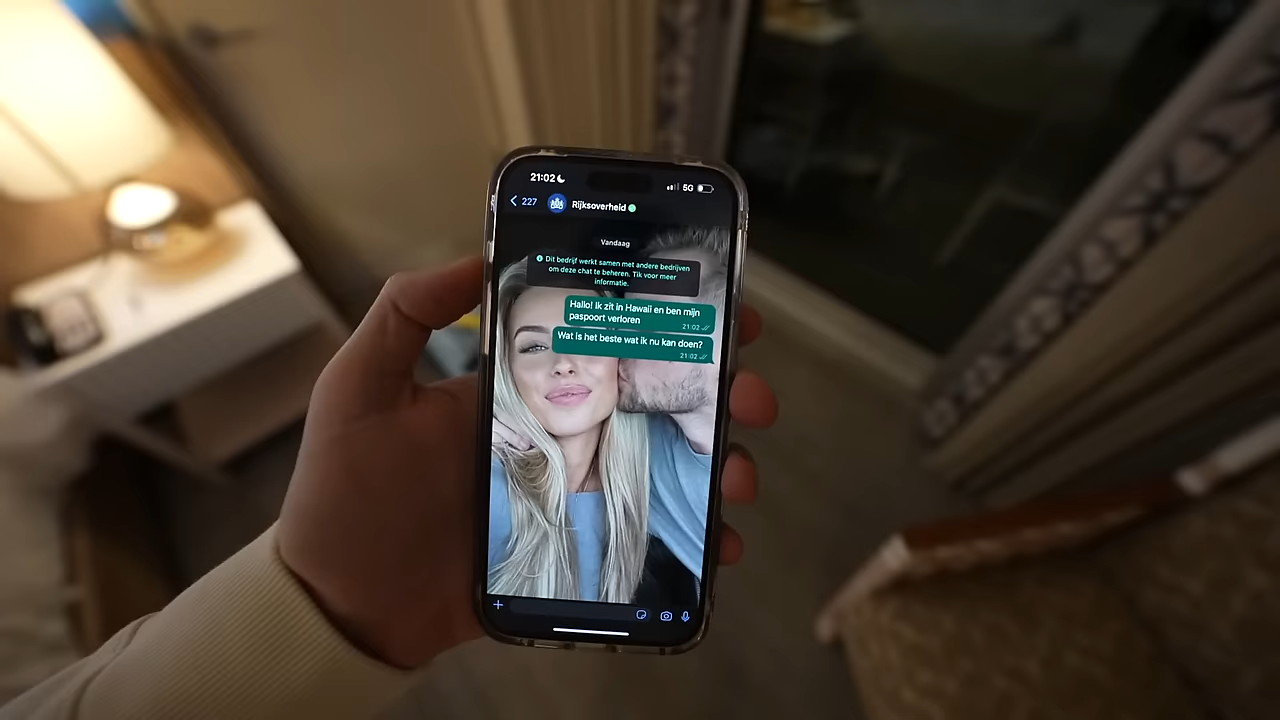 21:02
5G
227
Rijksoverheid
Vandaag
Dit bedrijf werkt samen met andere bedrijven
om deze chat te beheren. Tik voor meer
informatie.
Hallo! Ik zit in Hawaii en ben mijn
paspoort verloren
21:02
Wat is het beste wat ik nu kan doen?
21:02